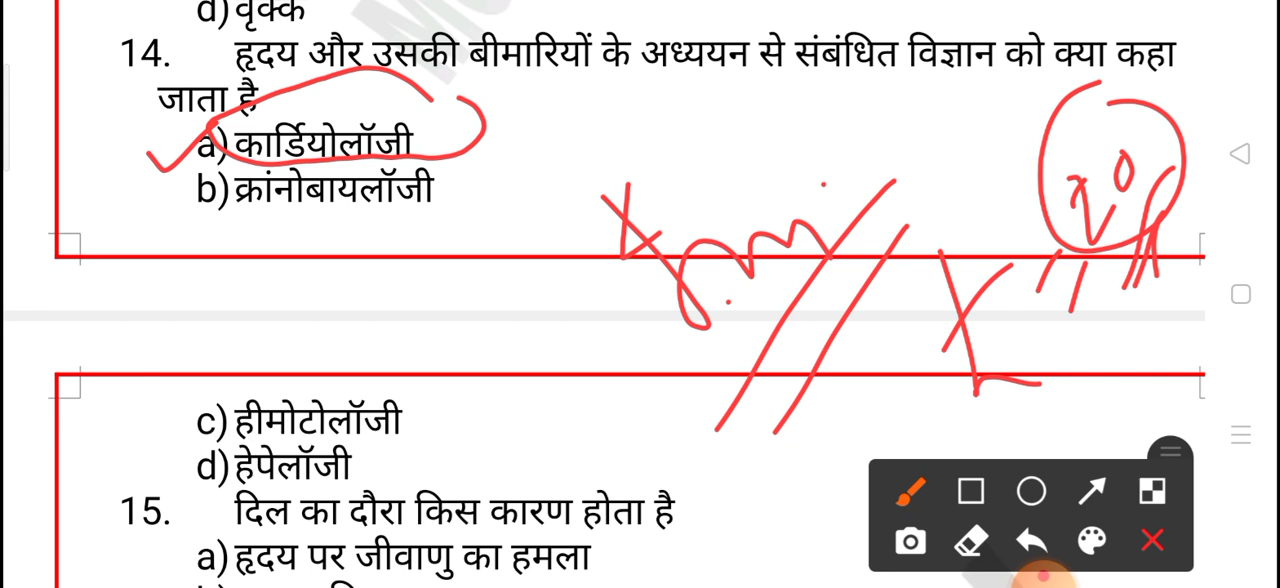 d) वृक्क
14. हृदय और उसकी बीमारियों के अध्ययन से संबंधित विज्ञान को क्या कहा
जाता है
a) कार्डियोलॉजी
b) क्रांनोबायलॉजी
c) हीमोटोलॉजी
d) हेपेलॉजी
15. दिल का दौरा किस कारण होता है
a) हृदय पर जीवाणु का हमला